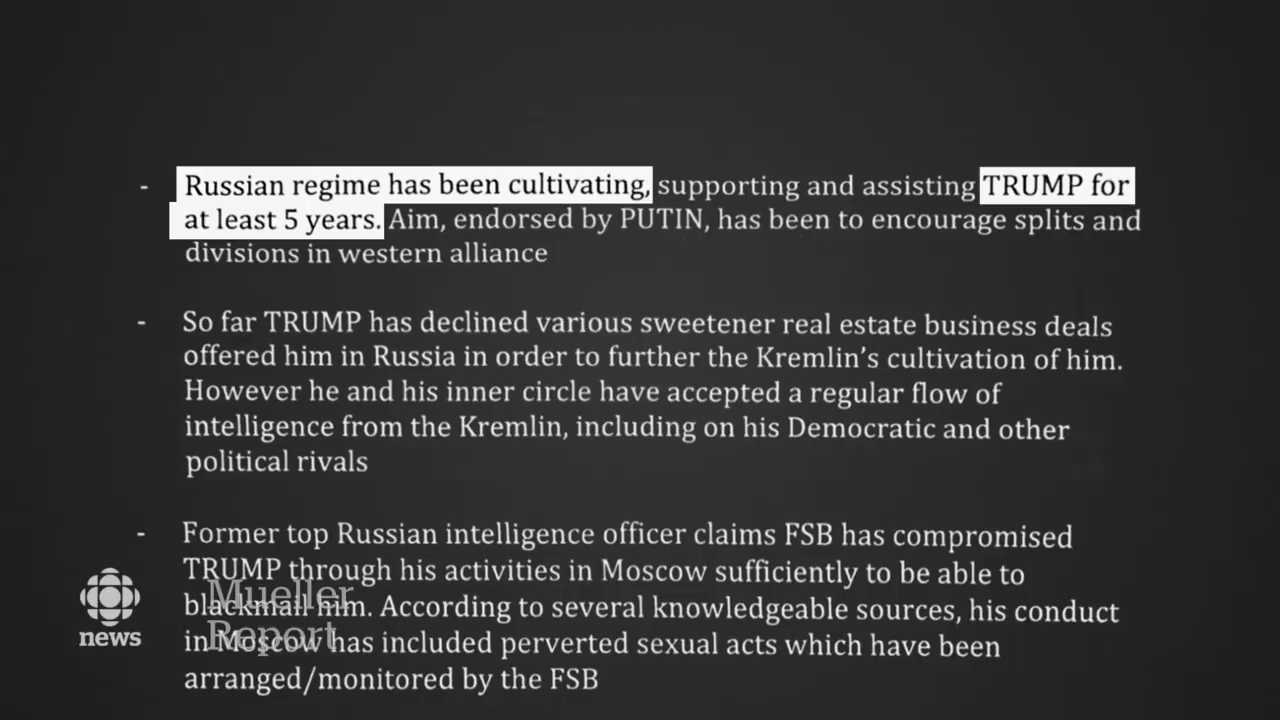 - Russian regime has been cultivating, supporting and assisting TRUMP for
at least 5 years. Aim, endorsed by PUTIN, has been to encourage splits and
divisions in western alliance
- So far TRUMP has declined various sweetener real estate business deals
offered him in Russia in order to further the Kremlin’s cultivation of him.
However he and his inner circle have accepted a regular flow of
intelligence from the Kremlin, including on his Democratic and other
political rivals
- Former top Russian intelligence officer claims FSB has compromised
TRUMP through his activities in Moscow sufficiently to be able to
blackmail him. According to several knowledgeable sources, his conduct
in Moscow has included perverted sexual acts which have been
arranged/monitored by the FSB
news
Mueller
Report